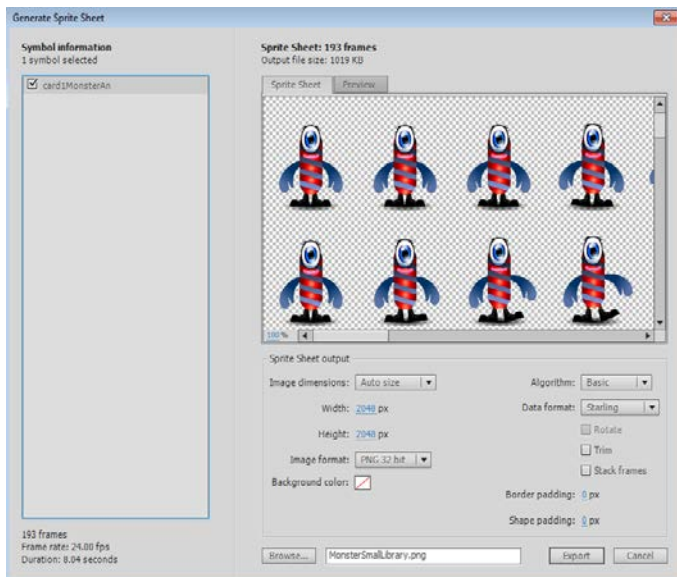 Generate Sprite Sheet
Symbol information
1 symbol selected
card1MonsterAn
193 frames
Frame rate: 24.00 fps
Duration: 8.04 seconds
Sprite Sheet: 193 frames
Output file size: 1019 KB
Sprite Sheet
Preview
100 %
Sprite Sheet output
Image dimensions: Auto size
Width: 2048 px
Height: 2048 px
Image format: PNG 32 bit
Background color:
Algorithm: Basic
Data format: Starling
Rotate
Trim
Stack frames
Border padding: 0 px
Shape padding: 0 px
Browse... MonsterSmallLibrary.png Export Cancel